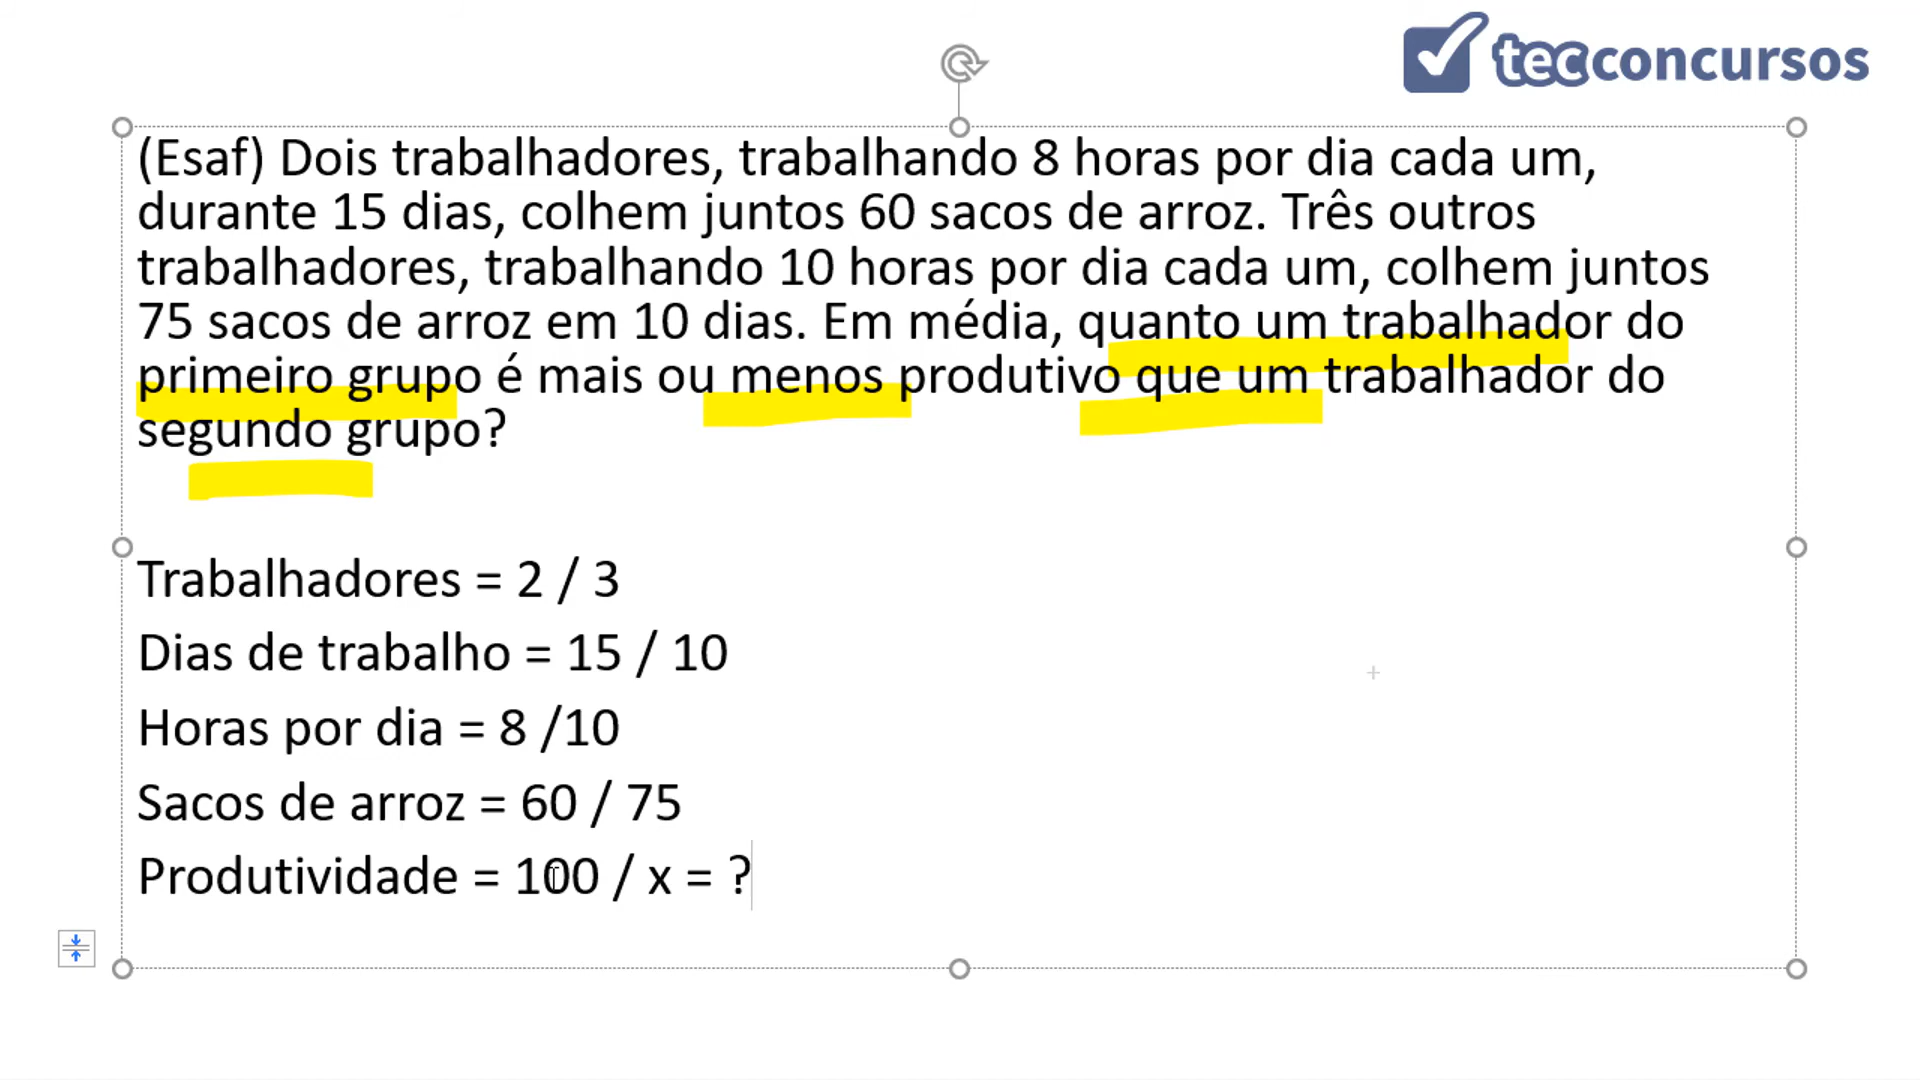 tecconcursos
(Esaf) Dois trabalhadores, trabalhando 8 horas por dia cada um,
durante 15 dias, colhem juntos 60 sacos de arroz. Três outros
trabalhadores, trabalhando 10 horas por dia cada um, colhem juntos
75 sacos de arroz em 10 dias. Em média, quanto um trabalhador do
primeiro grupo é mais ou menos produtivo que um trabalhador do
segundo grupo?
Trabalhadores = 2 / 3
Dias de trabalho = 15 / 10
Horas por dia = 8 /10
Sacos de arroz = 60 / 75
Produtividade = 100 / x = ?